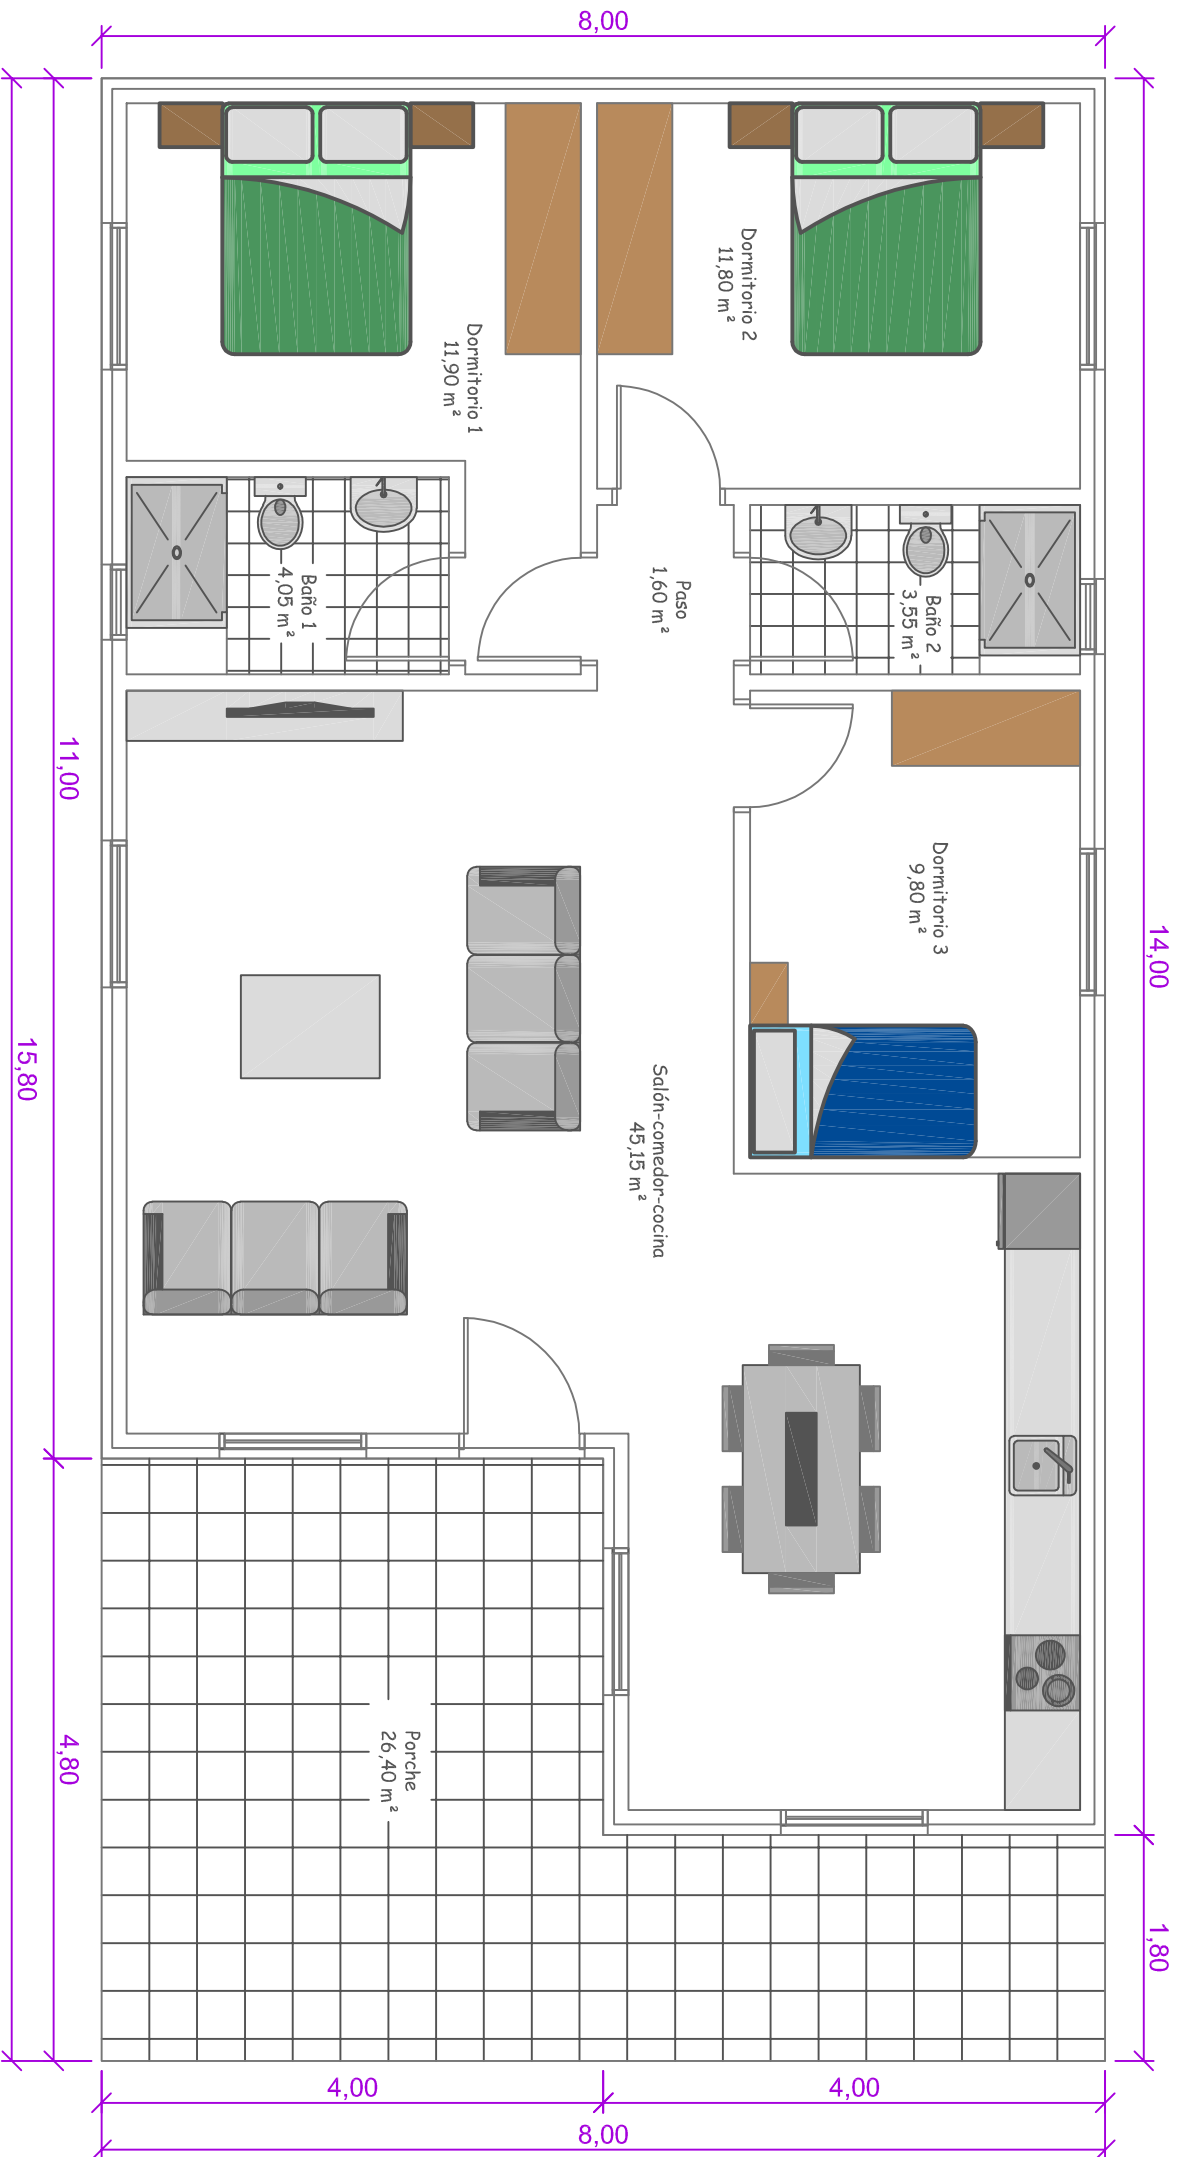 8,00
Dormitorio 2
11,80 m²
Dormitorio 1
11,90 m²
Paso
1,60 m²
Baño 1
4,05 m²
Baño 2
3,55 m²
11,00
14,00
Dormitorio 3
9,80 m²
15,80
Salón-comedor-cocina
45,15 m²
4,80
Porche
26,40 m²
1,80
4,00
4,00
8,00